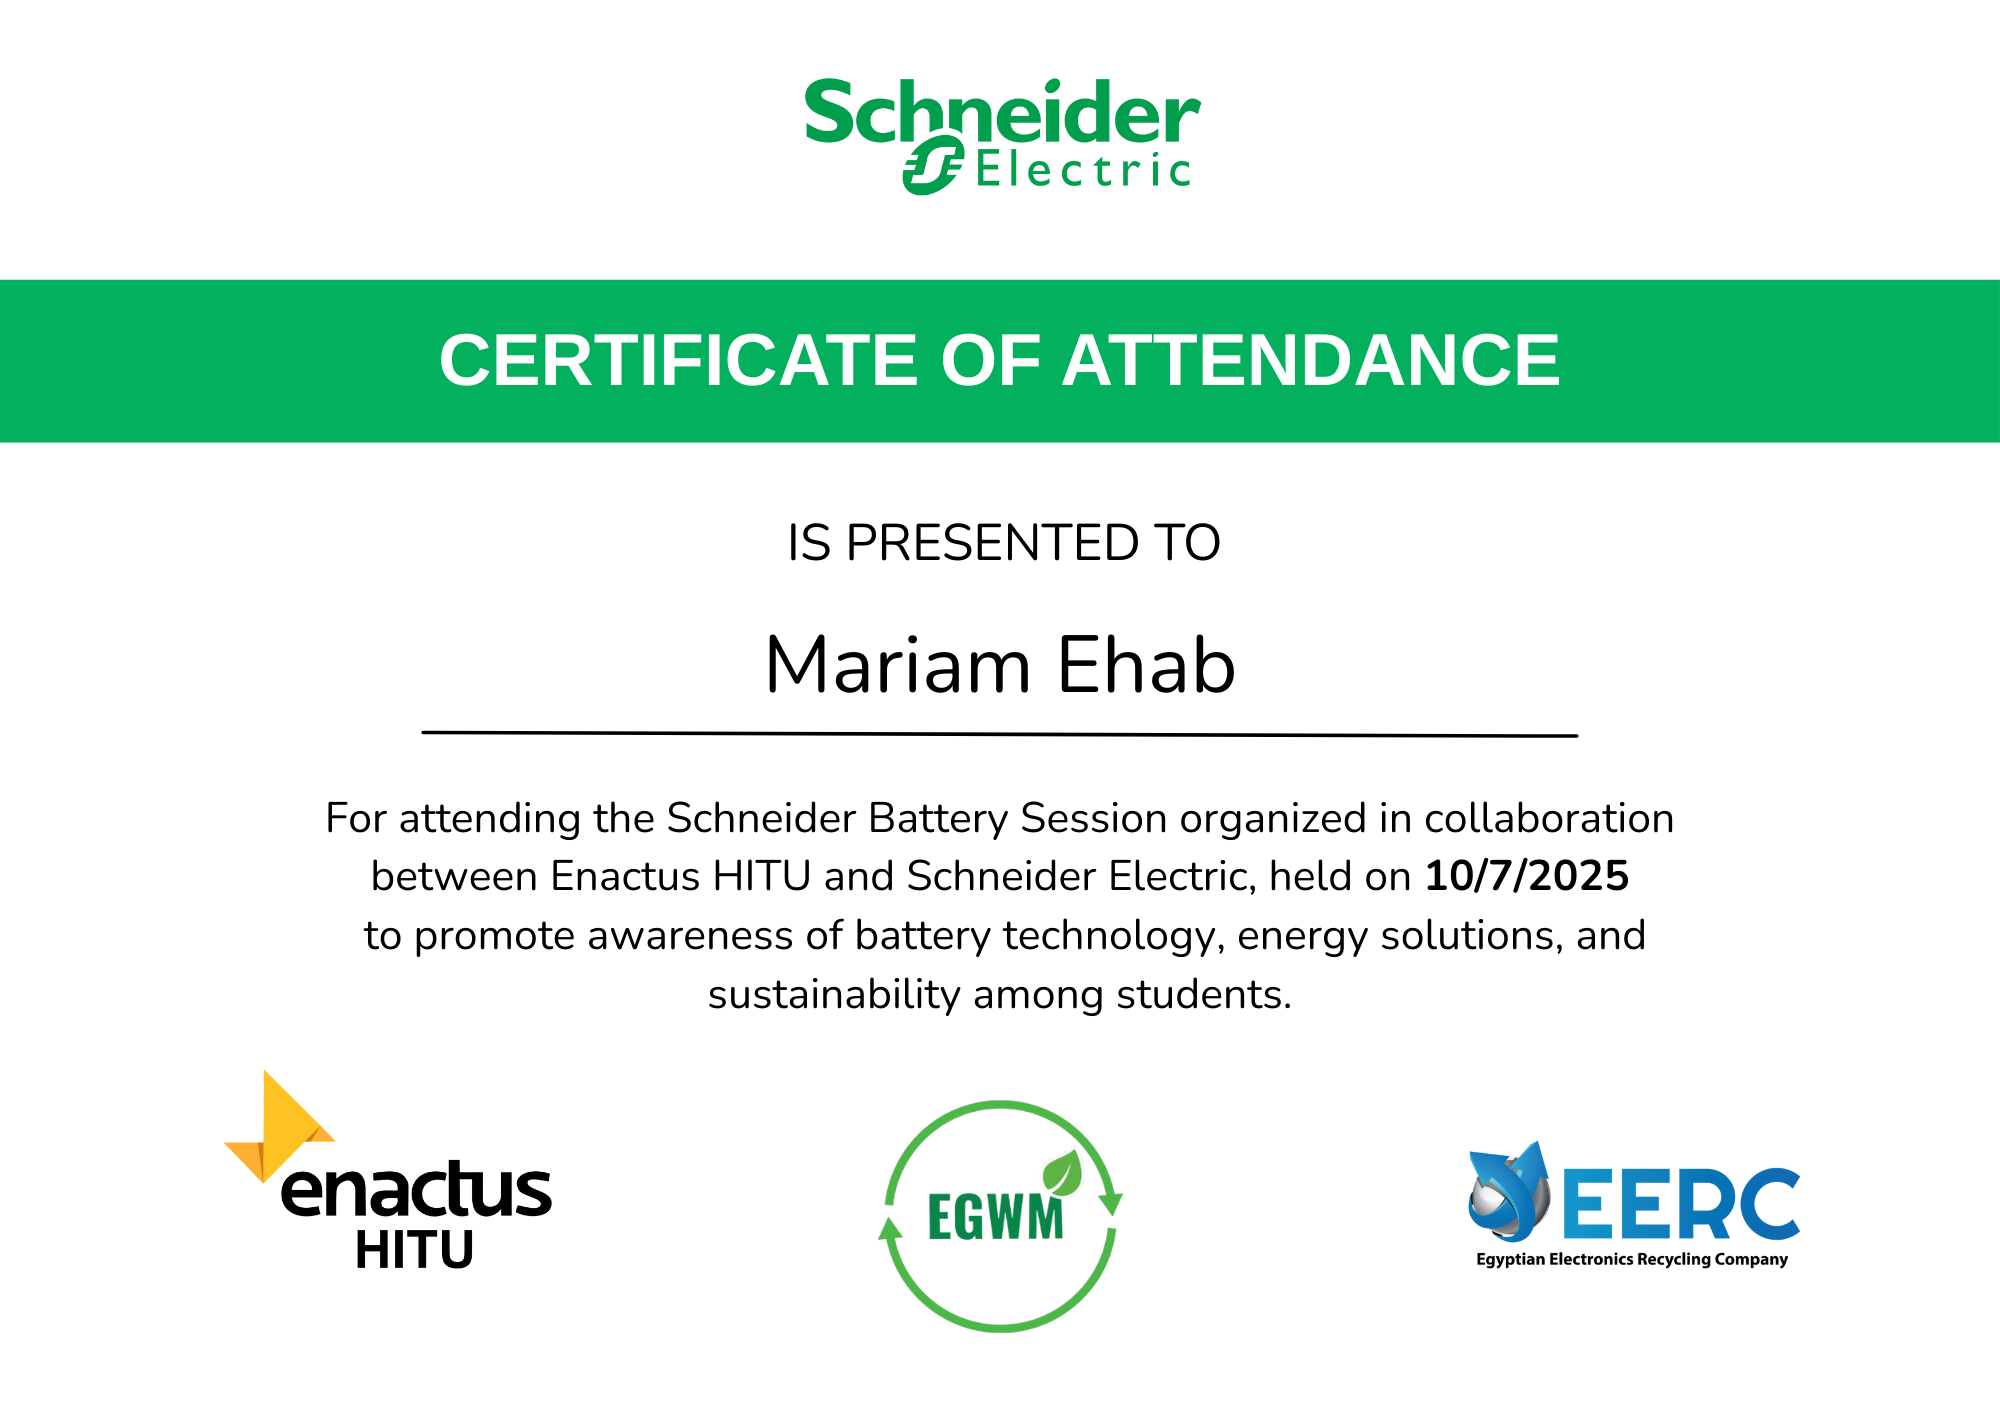 Schneider
Electric
CERTIFICATE OF ATTENDANCE
IS PRESENTED TO
Mariam Ehab
For attending the Schneider Battery Session organized in collaboration
between Enactus HITU and Schneider Electric, held on 10/7/2025
to promote awareness of battery technology, energy solutions, and
sustainability among students.
enactus
HITU
EGWM
EERC
Egyptian Electronics Recycling Company